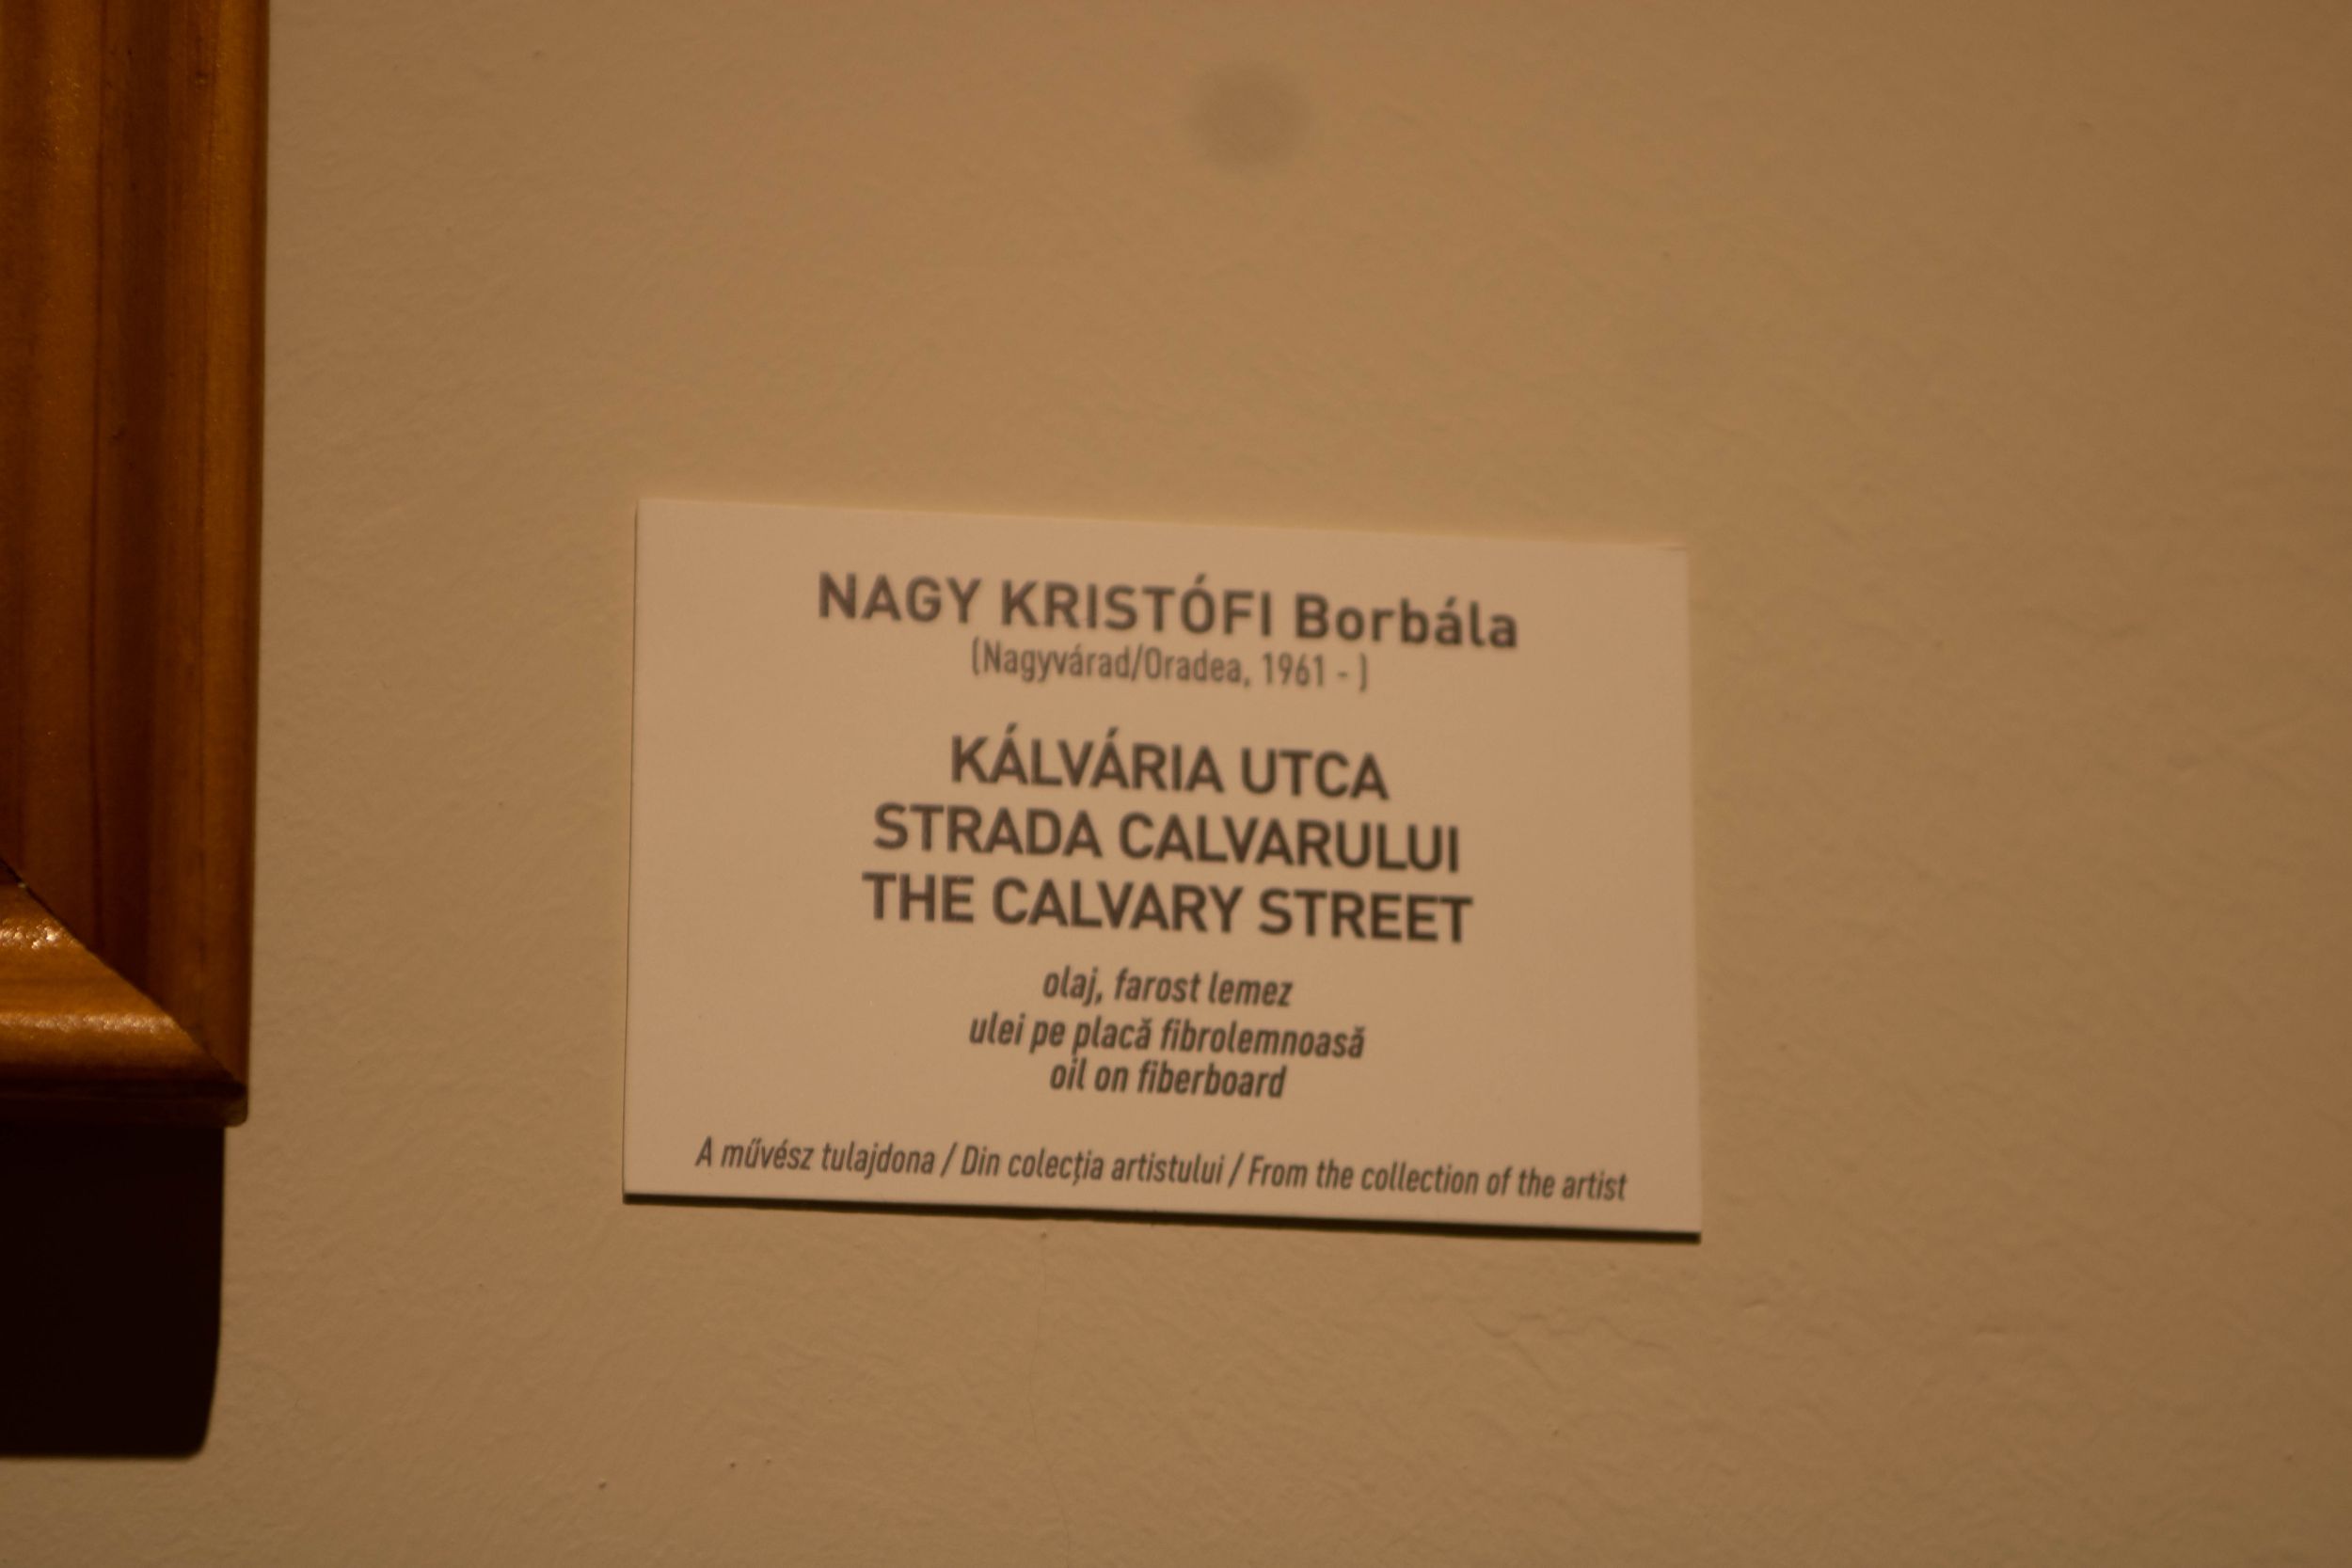 NAGY KRISTÓFI Borbála
(Nagyvárad/Oradea, 1961 - )
KÁLVÁRIA UTCA
STRADA CALVARULUI
THE CALVARY STREET
olaj, farost lemez
ulei pe placă fibrolemnoasă
oil on fiberboard
A művész tulajdona / Din colecția artistului / From the collection of the artist